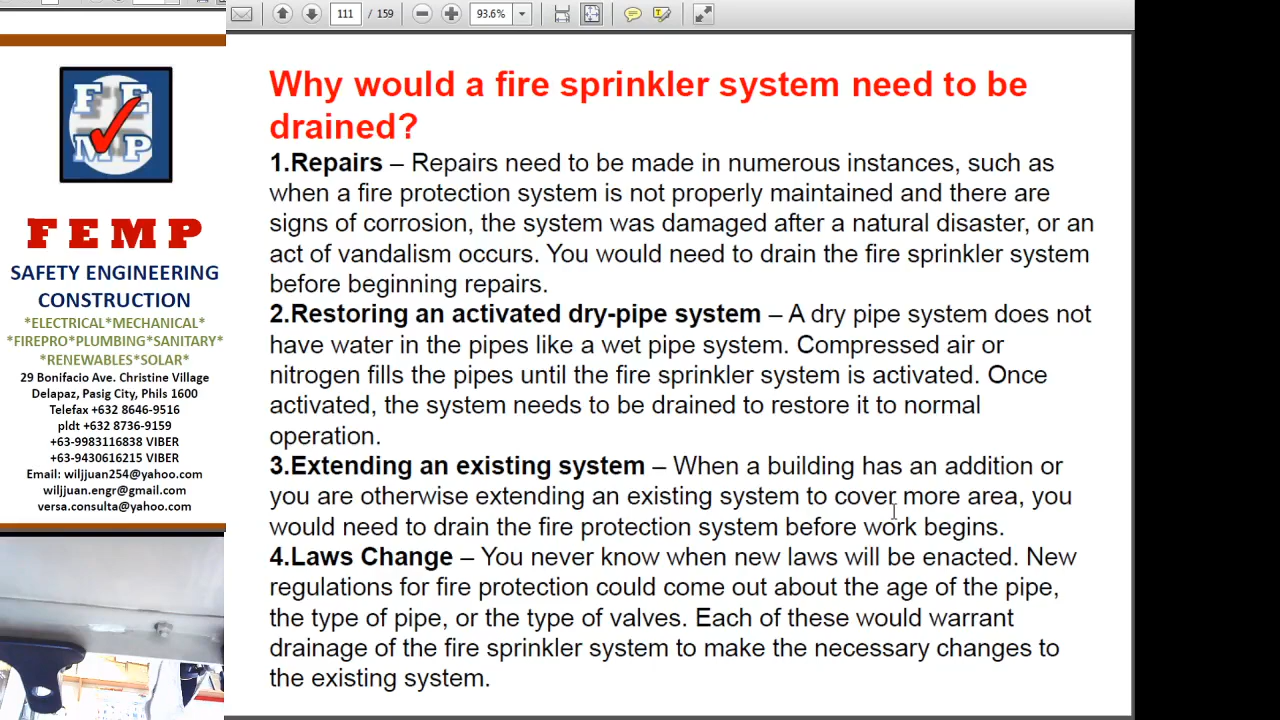 111 / 159
93.6%
F E
M P
FEMP
SAFETY ENGINEERING
CONSTRUCTION
*ELECTRICAL*MECHANICAL*
*FIREPRO*PLUMBING*SANITARY*
*RENEWABLES*SOLAR*
29 Bonifacio Ave. Christine Village
Delapaz, Pasig City, Phils 1600
Telefax +632 8646-9516
pldt +632 8736-9159
+63-9983116838 VIBER
+63-9430616215 VIBER
Email: wiljjuan254@yahoo.com
wiljjuan.engr@gmail.com
versa.consulta@yahoo.com
Why would a fire sprinkler system need to be
drained?
1.Repairs – Repairs need to be made in numerous instances, such as
when a fire protection system is not properly maintained and there are
signs of corrosion, the system was damaged after a natural disaster, or an
act of vandalism occurs. You would need to drain the fire sprinkler system
before beginning repairs.
2.Restoring an activated dry-pipe system – A dry pipe system does not
have water in the pipes like a wet pipe system. Compressed air or
nitrogen fills the pipes until the fire sprinkler system is activated. Once
activated, the system needs to be drained to restore it to normal
operation.
3.Extending an existing system – When a building has an addition or
you are otherwise extending an existing system to cover more area, you
would need to drain the fire protection system before work begins.
4.Laws Change – You never know when new laws will be enacted. New
regulations for fire protection could come out about the age of the pipe,
the type of pipe, or the type of valves. Each of these would warrant
drainage of the fire sprinkler system to make the necessary changes to
the existing system.